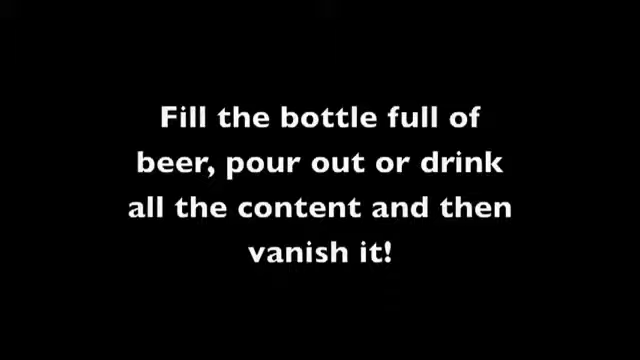 Fill the bottle full of
beer, pour out or drink
all the content and then
vanish it!